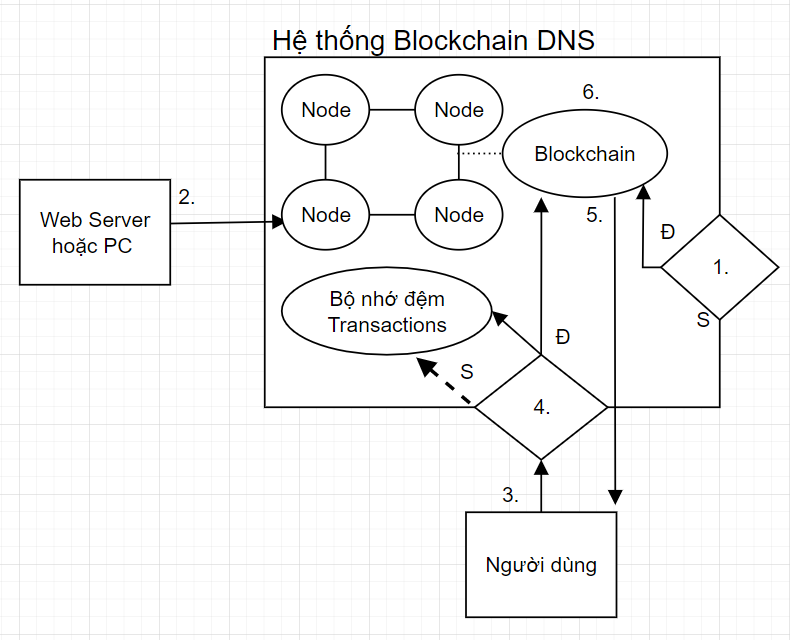 Hệ thống Blockchain DNS
6.
Node
Node
Blockchain
2.
Web Server
hoặc PC
Node
Node
5.
Đ
1.
S
Bộ nhớ đệm
Transactions
Đ
S
4.
3.
Người dùng